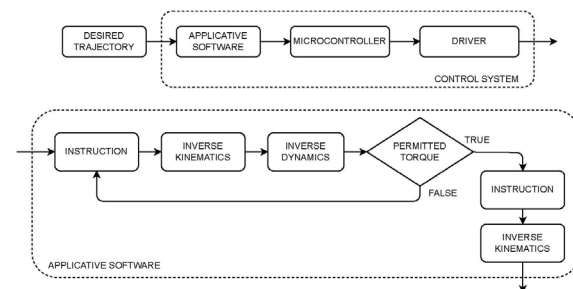 DESIRED
TRAJECTORY
APPLICATIVE
SOFTWARE
MICROCONTROLLER
DRIVER
CONTROL SYSTEM
INSTRUCTION
INVERSE
KINEMATICS
INVERSE
DYNAMICS
PERMITTED
TORQUE
TRUE
FALSE
INSTRUCTION
INVERSE
KINEMATICS
APPLICATIVE SOFTWARE